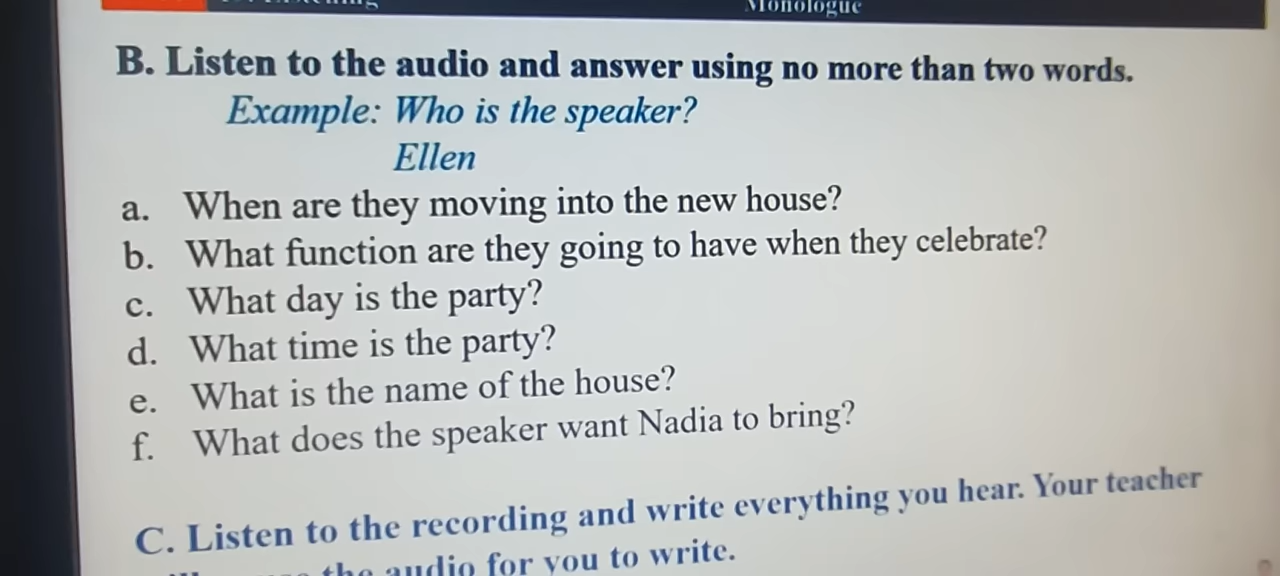 Monologue
B. Listen to the audio and answer using no more than two words.
Example: Who is the speaker?
Ellen
a. When are they moving into the new house?
b. What function are they going to have when they celebrate?
c. What day is the party?
d. What time is the party?
e. What is the name of the house?
f. What does the speaker want Nadia to bring?
C. Listen to the recording and write everything you hear. Your teacher
the audio for you to write.